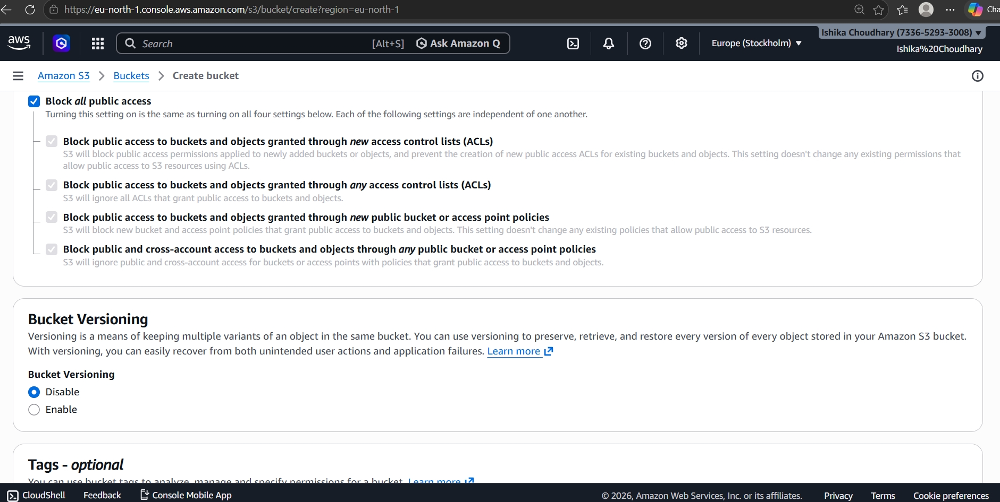 https://eu-north-1.console.aws.amazon.com/s3/bucket/create?region=eu-north-1
aws
Search
[Alt+S]
Ask Amazon Q
Europe (Stockholm)
Ishika Choudhary (7336-5293-3008)
Ishika%20Choudhary
Amazon S3
Buckets
Create bucket
Block all public access
Turning this setting on is the same as turning on all four settings below. Each of the following settings are independent of one another.
Block public access to buckets and objects granted through new access control lists (ACLs)
S3 will block public access permissions applied to newly added buckets or objects, and prevent the creation of new public access ACLs for existing buckets and objects. This setting doesn't change any existing permissions that
allow public access to S3 resources using ACLs.
Block public access to buckets and objects granted through any access control lists (ACLs)
S3 will ignore all ACLs that grant public access to buckets and objects.
Block public access to buckets and objects granted through new public bucket or access point policies
S3 will block new bucket and access point policies that grant public access to buckets and objects. This setting doesn't change any existing policies that allow public access to S3 resources.
Block public and cross-account access to buckets and objects through any public bucket or access point policies
S3 will ignore public and cross-account access for buckets or access points with policies that grant public access to buckets and objects.
Bucket Versioning
Versioning is a means of keeping multiple variants of an object in the same bucket. You can use versioning to preserve, retrieve, and restore every version of every object stored in your Amazon S3 bucket.
With versioning, you can easily recover from both unintended user actions and application failures. Learn more
Bucket Versioning
Disable
Enable
Tags - optional
You can use bucket tags to analyze, manage and specify permissions for a bucket. Learn more
CloudShell
Feedback
Console Mobile App
© 2026, Amazon Web Services, Inc. or its affiliates.
Privacy
Terms
Cookie preferences